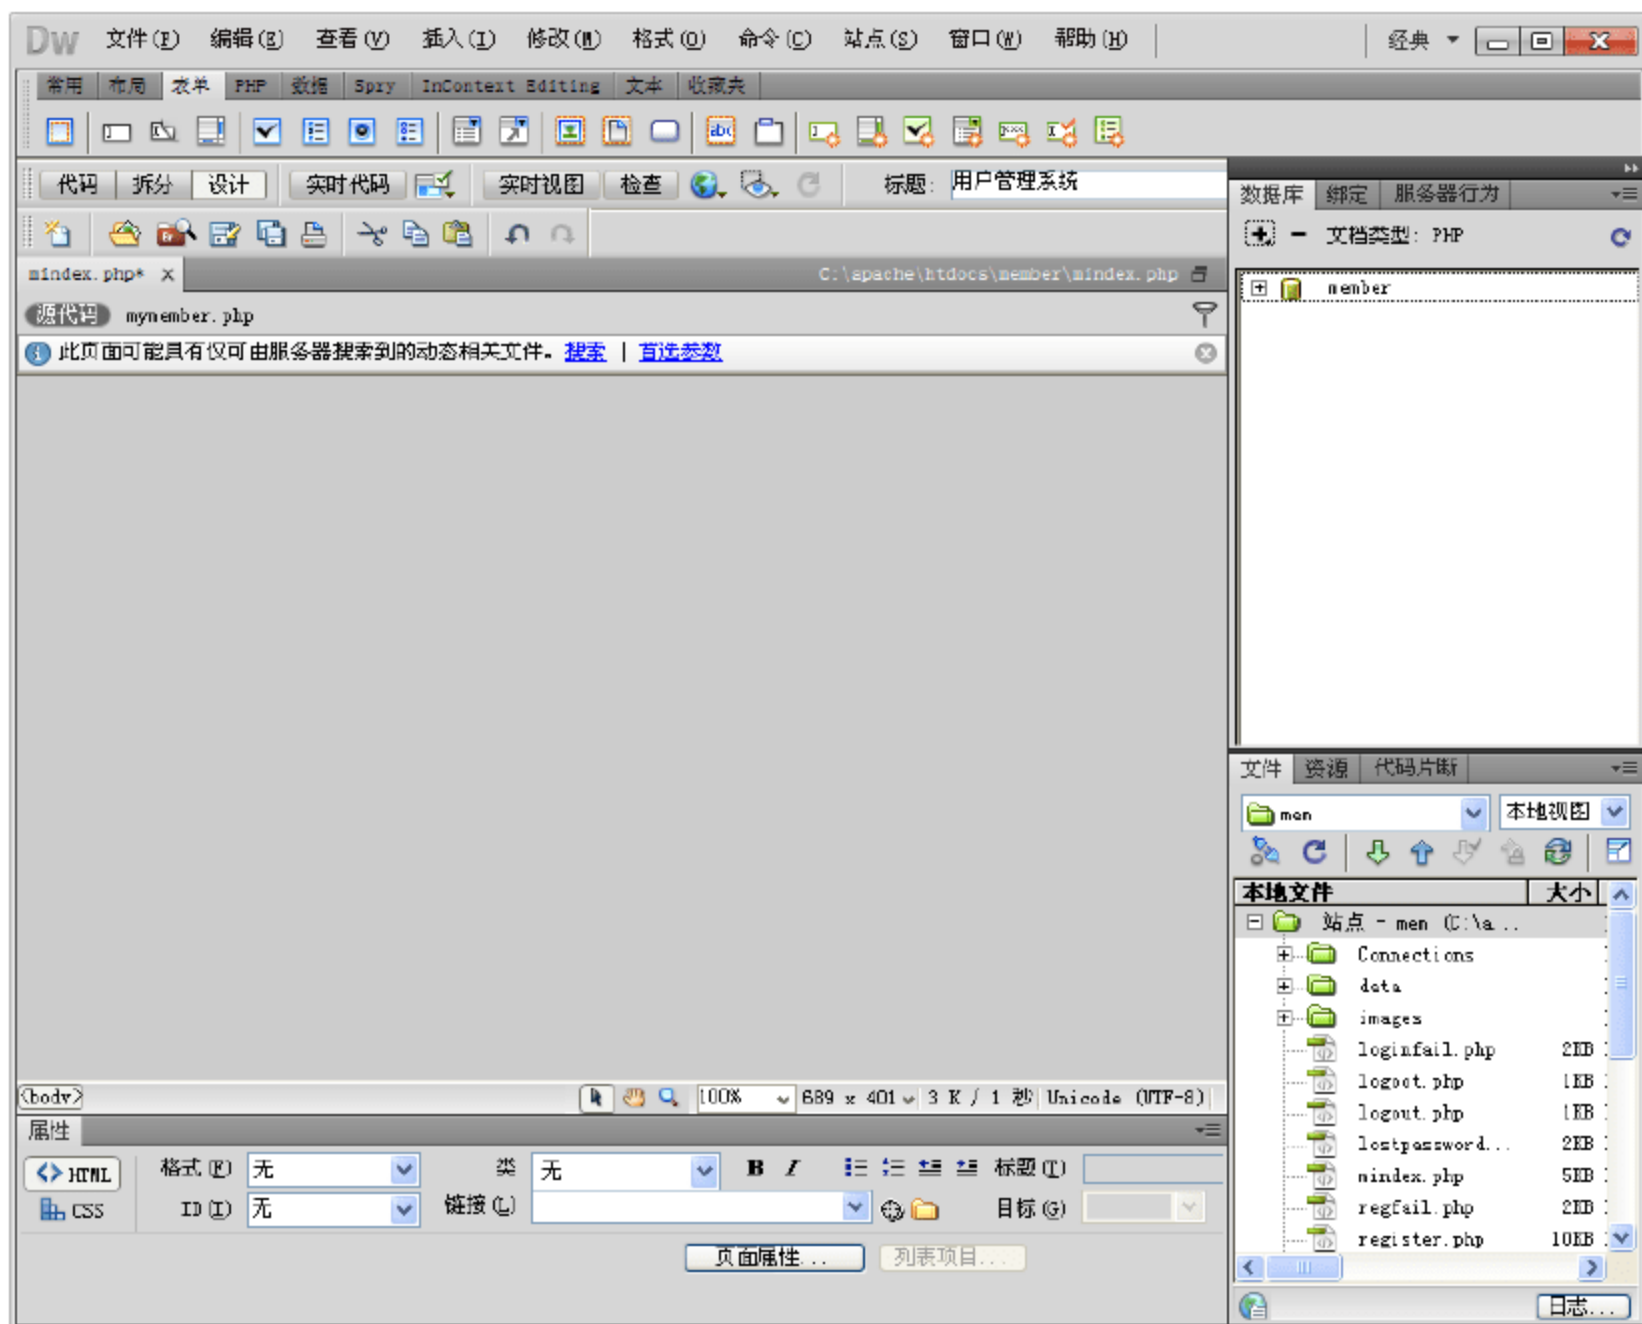 Dw 文件(F) 编辑(E) 查看(V) 插入(I) 修改(M) 格式(O) 命令(C) 站点(S) 窗口(W) 帮助(H) 经典
常用 布局 表单 PHP 数据 Spry InContext Editing 文本 收藏夹
代码 拆分 设计 实时代码 实时视图 检查 标题: 用户管理系统
mindex.php* C:\apache\htdocs\member\mindex.php
源代码 mymember.php
此页面可能具有仅可由服务器搜索到的动态相关文件。 搜索 | 首选参数
<body> 100% 689 x 401 3 K / 1 秒 Unicode (UTF-8)
属性
HTML 格式(F) 无 类 无 B I 标题(T)
CSS ID(I) 无 链接(L) 目标(G)
页面属性... 列表项目...
数据库 绑定 服务器行为
文档类型: PHP
member
文件 资源 代码片断
men 本地视图
本地文件 大小
站点 - men (C:\a...
Connections
data
images
loginfail.php 2KB
logoot.php 1KB
logout.php 1KB
lostpassword... 2KB
mindex.php 5KB
regfail.php 2KB
register.php 10KB
日志...